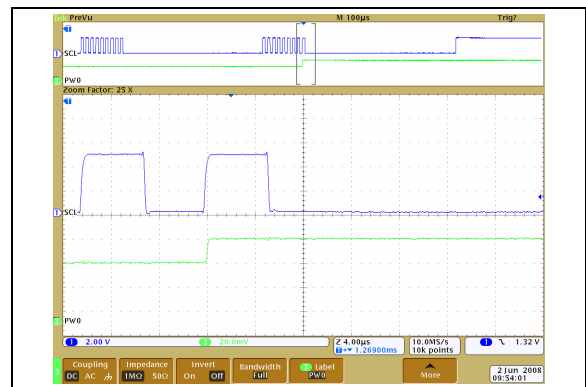 PreVu
M 100µs
Trig?
SCL
PW0
Zoom Factor: 25 X
SCL
PW0
1 2.00 V
3 20.0mV
Z 4.00µs
1.26900ms
10.0MS/s
10k points
1 1.32 V
Coupling
DC AC
Impedance
1MΩ 50Ω
Invert
On Off
Bandwidth
Full
3 Label
PW0
More
2 Jun 2008
09:54:01